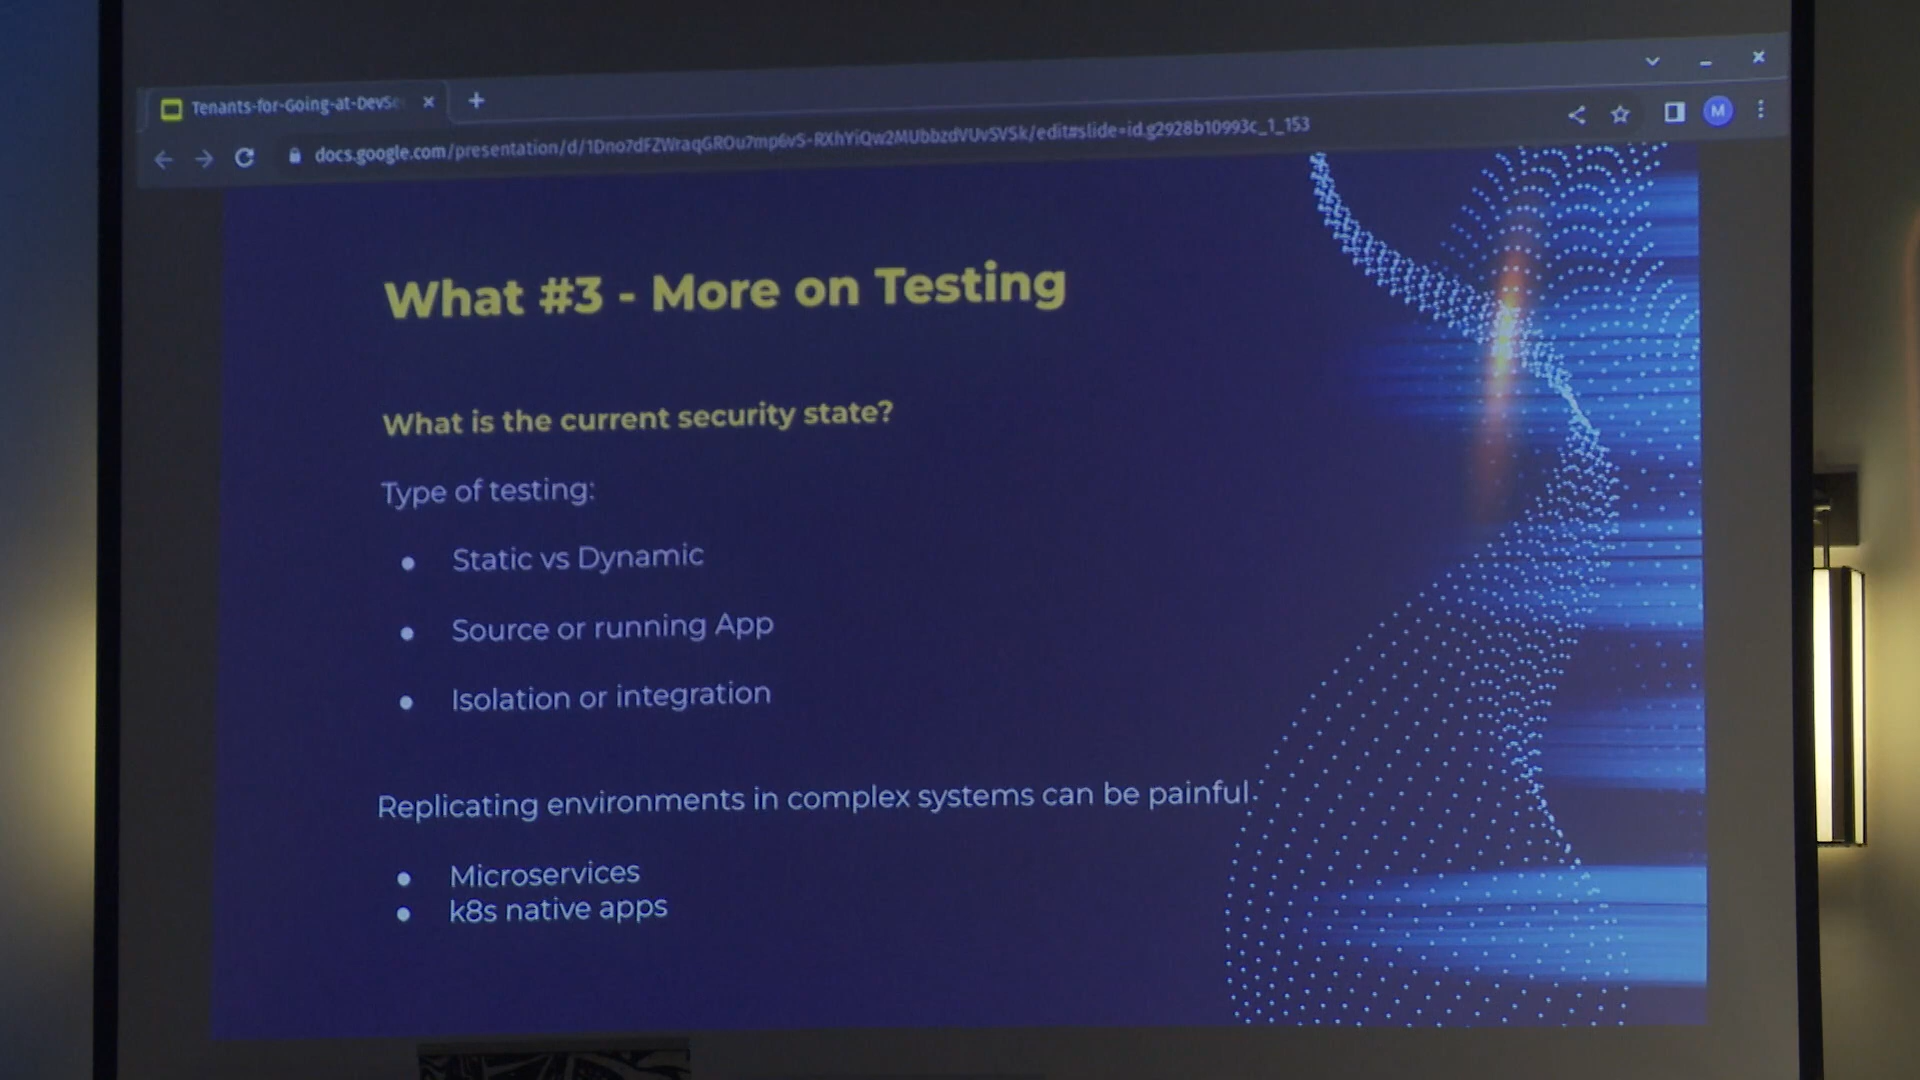 Tenants-for-Going-at-DevSe
docs.google.com/presentation/d/1Dno7dFZWraqGROu7mp6vS-RXhYiQw2MUbbzdVUvSVSk/edit#slide=id.g2928b10993c_1_153
M
What #3 - More on Testing
What is the current security state?
Type of testing:
● Static vs Dynamic
● Source or running App
● Isolation or integration
Replicating environments in complex systems can be painful.
● Microservices
● k8s native apps